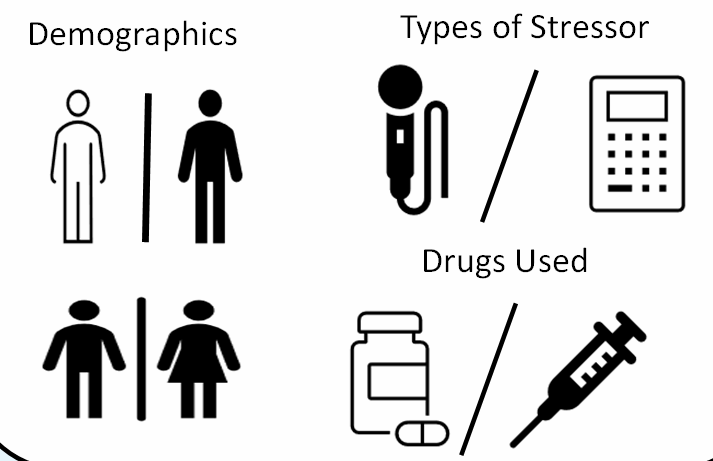 Demographics
Types of Stressor
Drugs Used